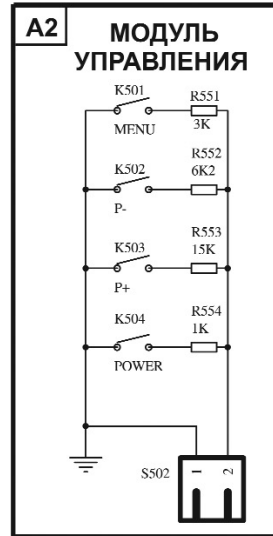 A2
МОДУЛЬ
УПРАВЛЕНИЯ
K501
R551
3K
MENU
K502
R552
6K2
P-
K503
R553
15K
P+
K504
R554
1K
POWER
S502
1
2